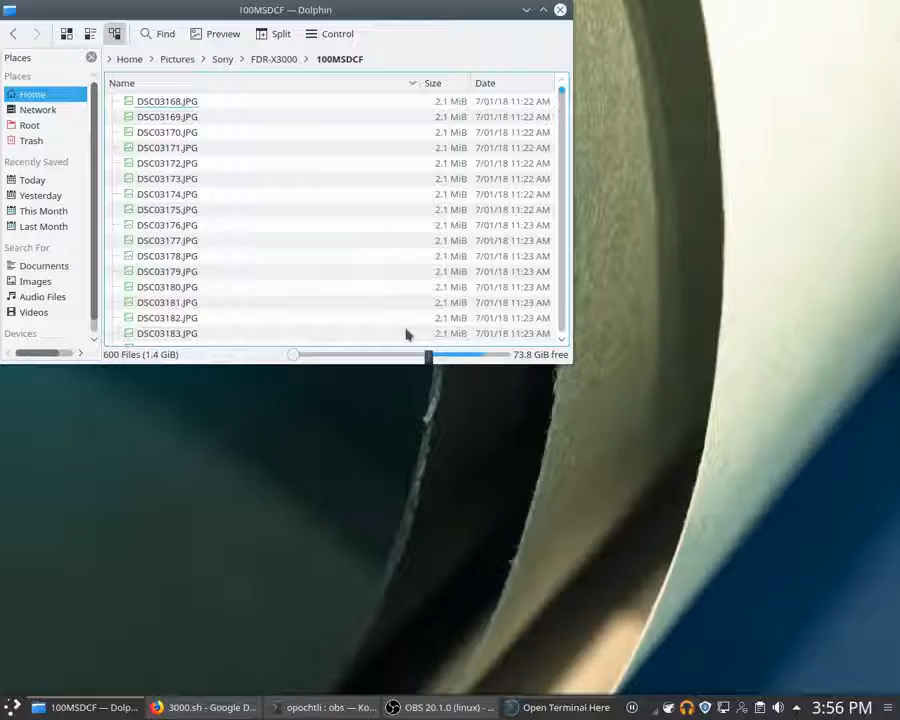 100MSDCF — Dolphin
Find Preview Split Control
Places
Home Pictures Sony FDR-X3000 100MSDCF
Places
Home
Network
Root
Trash
Recently Saved
Today
Yesterday
This Month
Last Month
Search For
Documents
Images
Audio Files
Videos
Devices
Name Size Date
DSC03168.JPG 2.1 MiB 7/01/18 11:22 AM
DSC03169.JPG 2.1 MiB 7/01/18 11:22 AM
DSC03170.JPG 2.1 MiB 7/01/18 11:22 AM
DSC03171.JPG 2.1 MiB 7/01/18 11:22 AM
DSC03172.JPG 2.1 MiB 7/01/18 11:22 AM
DSC03173.JPG 2.1 MiB 7/01/18 11:22 AM
DSC03174.JPG 2.1 MiB 7/01/18 11:22 AM
DSC03175.JPG 2.1 MiB 7/01/18 11:22 AM
DSC03176.JPG 2.1 MiB 7/01/18 11:23 AM
DSC03177.JPG 2.1 MiB 7/01/18 11:23 AM
DSC03178.JPG 2.1 MiB 7/01/18 11:23 AM
DSC03179.JPG 2.1 MiB 7/01/18 11:23 AM
DSC03180.JPG 2.1 MiB 7/01/18 11:23 AM
DSC03181.JPG 2.1 MiB 7/01/18 11:23 AM
DSC03182.JPG 2.1 MiB 7/01/18 11:23 AM
DSC03183.JPG 2.1 MiB 7/01/18 11:23 AM
600 Files (1.4 GiB) 73.8 GiB free
100MSDCF — Dolp... 3000.sh - Google D... opochtli : obs — Ko... OBS 20.1.0 (linux) - ... Open Terminal Here 3:56 PM